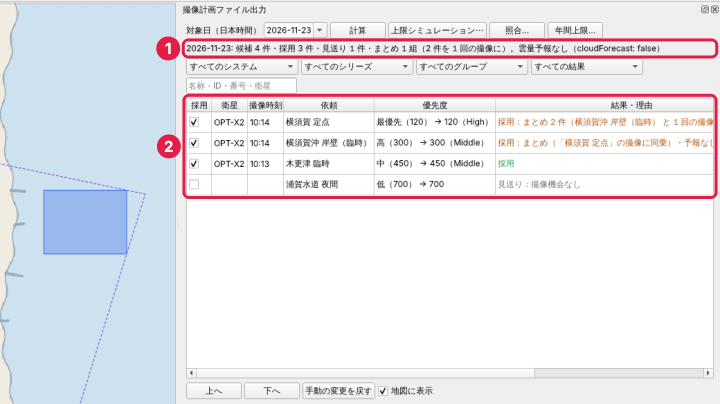 撮像計画ファイル出力
対象日（日本時間） 2026-11-23 計算 上限シミュレーション… 照合... 年間上限...
1 2026-11-23: 候補 4 件・採用 3 件・見送り 1 件・まとめ 1 組（2 件を 1 回の撮像に）。雲量予報なし（cloudForecast: false）
すべてのシステム すべてのシリーズ すべてのグループ すべての結果
名称・ID・番号・衛星
採用 衛星 撮像時刻 依頼 優先度 結果・理由
OPT-X2 10:14 横須賀 定点 最優先（120） → 120（High） 採用：まとめ 2 件（横須賀沖 岸壁（臨時） と 1 回の撮像
2 OPT-X2 10:14 横須賀沖 岸壁（臨時） 高（300） → 300（Middle） 採用：まとめ（「横須賀 定点」の撮像に同乗）・予報なし
OPT-X2 10:13 木更津 臨時 中（450） → 450（Middle） 採用
浦賀水道 夜間 低（700） → 700 見送り：撮像機会なし
上へ 下へ 手動の変更を戻す 地図に表示